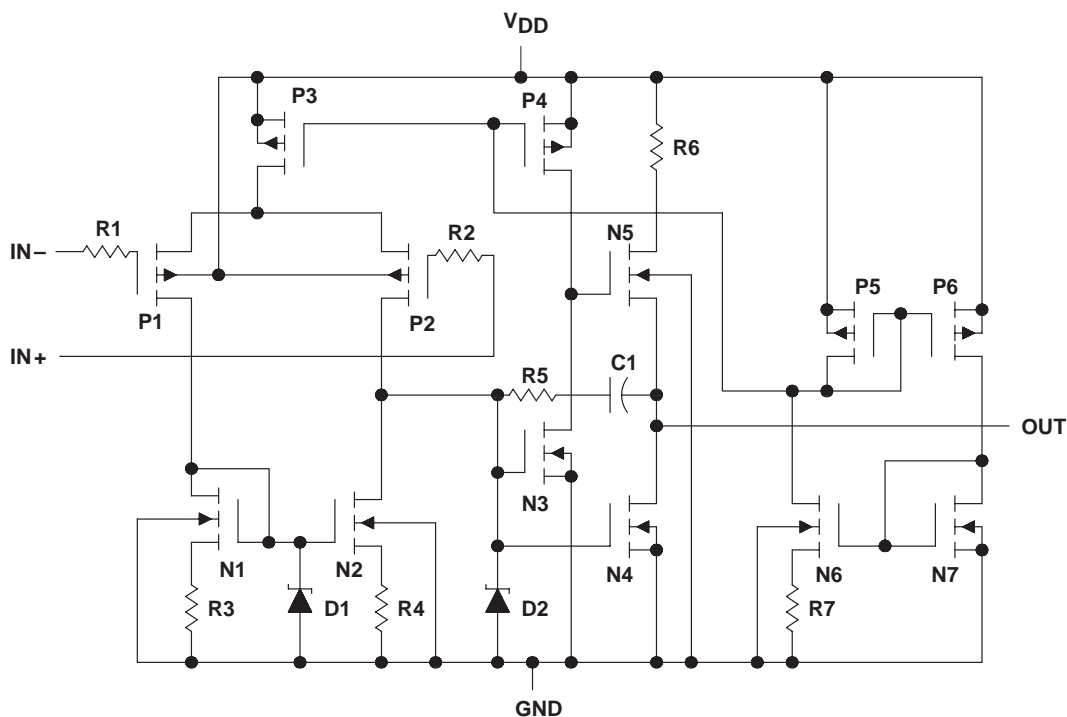 VDD
P3
P4
R6
R1
R2
N5
IN−
P5
P6
P1
P2
IN+
R5
C1
OUT
N3
N1
N2
N4
N6
N7
R3
D1
R4
D2
R7
GND